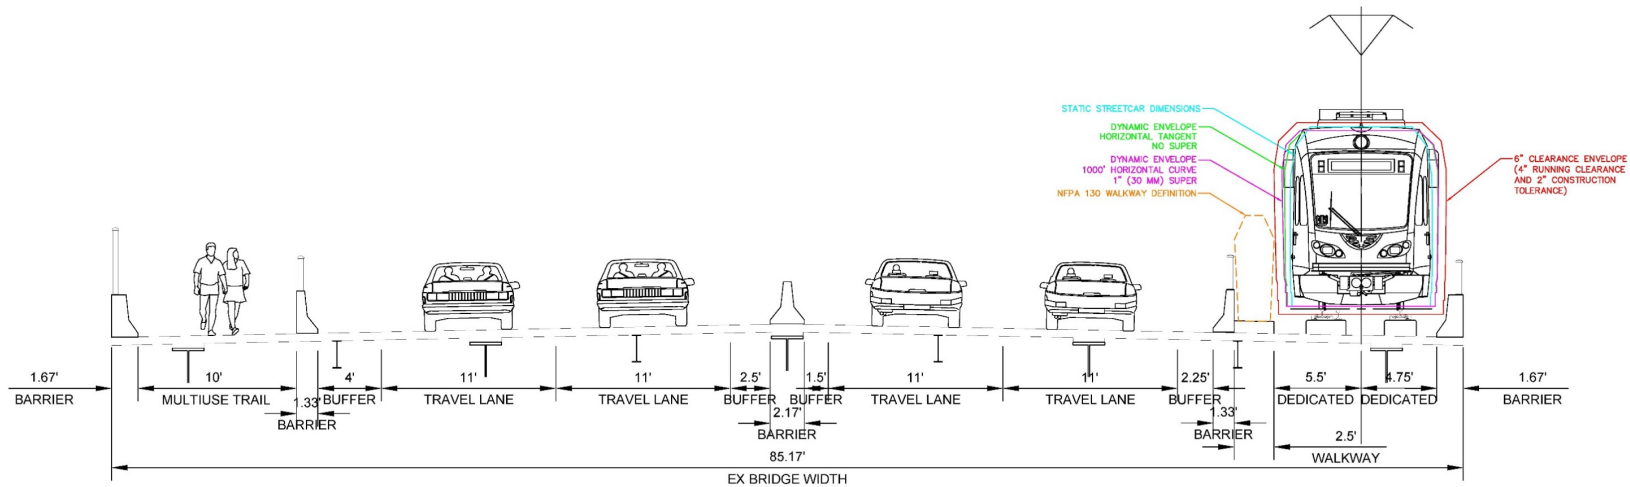 STATIC STREETCAR DIMENSIONS
DYNAMIC ENVELOPE
HORIZONTAL TANGENT
NO SUPER
DYNAMIC ENVELOPE
1000' HORIZONTAL CURVE
1" (30 MM) SUPER
NFPA 130 WALKWAY DEFINITION
6" CLEARANCE ENVELOPE
(4" RUNNING CLEARANCE
AND 2" CONSTRUCTION
TOLERANCE)
1.67'
BARRIER
10'
MULTIUSE TRAIL
1.33'
BARRIER
4'
BUFFER
11'
TRAVEL LANE
11'
TRAVEL LANE
2.5'
BUFFER
2.17'
BARRIER
1.5'
BUFFER
11'
TRAVEL LANE
11'
TRAVEL LANE
2.25'
BUFFER
1.33'
BARRIER
2.5'
WALKWAY
5.5'
DEDICATED
4.75'
DEDICATED
1.67'
BARRIER
85.17'
EX BRIDGE WIDTH